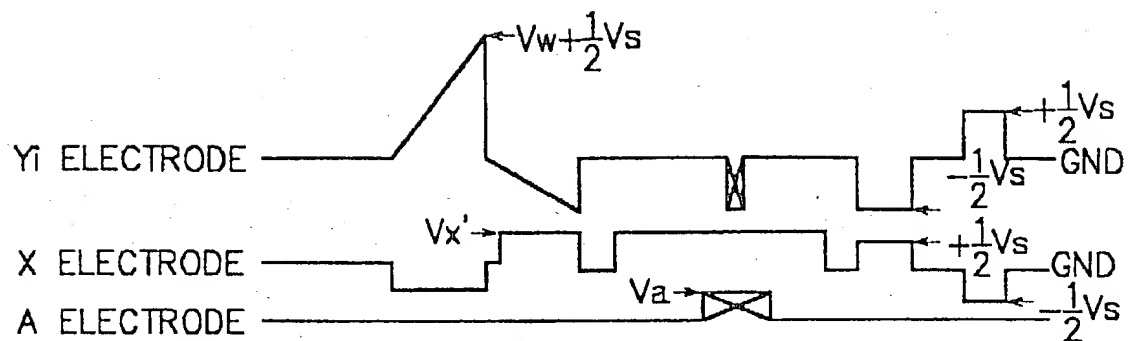 Vw+1/2Vs
+1/2Vs
Yi ELECTRODE
GND
-1/2Vs
Vx'
+1/2Vs
X ELECTRODE
GND
Va
-1/2Vs
A ELECTRODE